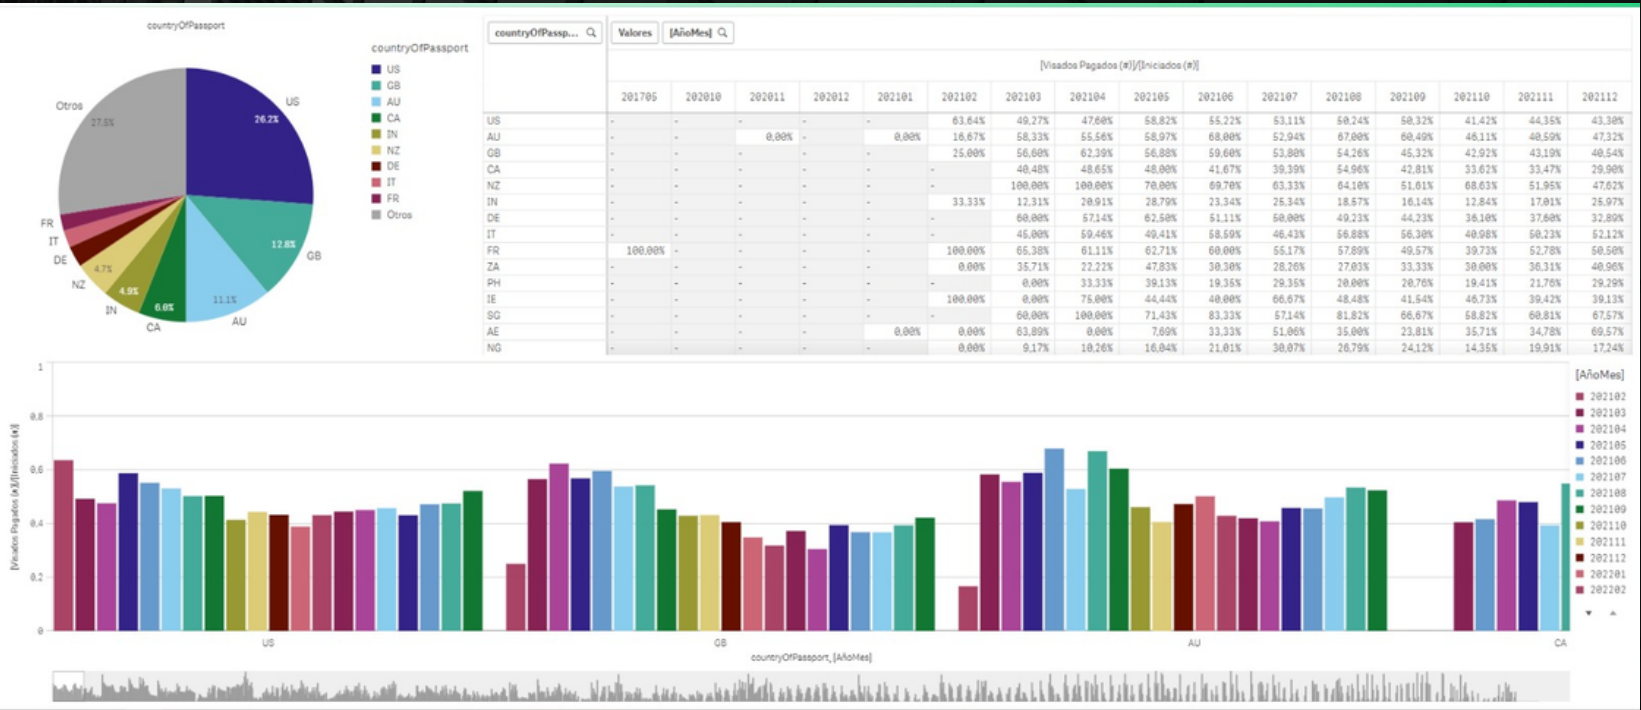 countryOfPassport
countryOfPassport
US
GB
AU
CA
IN
NZ
DE
IT
FR
Otros
US
26.2%
GB
12.8%
AU
11.1%
CA
6.0%
IN
4.9%
NZ
4.7%
DE
IT
FR
Otros
27.5%
countryOfPassp... Valores [AñoMes]
[Visados Pagados (#)]/[Iniciados (#)]
201705 202010 202011 202012 202101 202102 202103 202104 202105 202106 202107 202108 202109 202110 202111 202112
US - - - - - 63,64% 49,27% 47,60% 58,82% 55,22% 53,11% 50,24% 50,32% 41,42% 44,35% 43,30%
AU - - 0,00% - 0,00% 16,67% 58,33% 55,56% 58,97% 68,00% 52,94% 67,00% 60,49% 46,11% 40,59% 47,32%
GB - - - - - 25,00% 56,60% 62,39% 56,88% 59,60% 53,80% 54,26% 45,32% 42,92% 43,19% 40,54%
CA - - - - - - 40,48% 48,65% 48,00% 41,67% 39,39% 54,96% 42,81% 33,62% 33,47% 29,90%
NZ - - - - - - 100,00% 100,00% 70,00% 69,70% 63,33% 64,10% 51,61% 68,63% 51,95% 47,62%
IN - - - - - 33,33% 12,31% 20,91% 28,79% 23,34% 25,34% 18,57% 16,14% 12,84% 17,01% 25,97%
DE - - - - - - 60,00% 57,14% 62,50% 51,11% 50,00% 49,23% 44,23% 36,10% 37,60% 32,89%
IT - - - - - - 45,00% 59,46% 49,41% 58,59% 46,43% 56,88% 56,30% 40,98% 50,23% 52,12%
FR 100,00% - - - - 100,00% 65,38% 61,11% 62,71% 60,00% 55,17% 57,89% 49,57% 39,73% 52,78% 50,50%
ZA - - - - - 0,00% 35,71% 22,22% 47,83% 30,30% 28,26% 27,03% 33,33% 30,00% 36,31% 40,96%
PH - - - - - - 0,00% 33,33% 39,13% 19,35% 29,35% 20,00% 20,76% 19,41% 21,76% 29,29%
IE - - - - - 100,00% 0,00% 75,00% 44,44% 40,00% 66,67% 48,48% 41,54% 46,73% 39,42% 39,13%
SG - - - - - - 60,00% 100,00% 71,43% 83,33% 57,14% 81,82% 66,67% 58,82% 60,81% 67,57%
AE - - - - 0,00% 0,00% 63,89% 0,00% 7,69% 33,33% 51,06% 35,00% 23,81% 35,71% 34,78% 69,57%
NG - - - - - 0,00% 9,17% 10,26% 16,04% 21,01% 30,07% 26,79% 24,12% 14,35% 19,91% 17,24%
[Visados Pagados (#)]/[Iniciados (#)]
1
0.8
0.6
0.4
0.2
0
US GB AU CA
countryOfPassport, [AñoMes]
[AñoMes]
202102
202103
202104
202105
202106
202107
202108
202109
202110
202111
202112
202201
202202